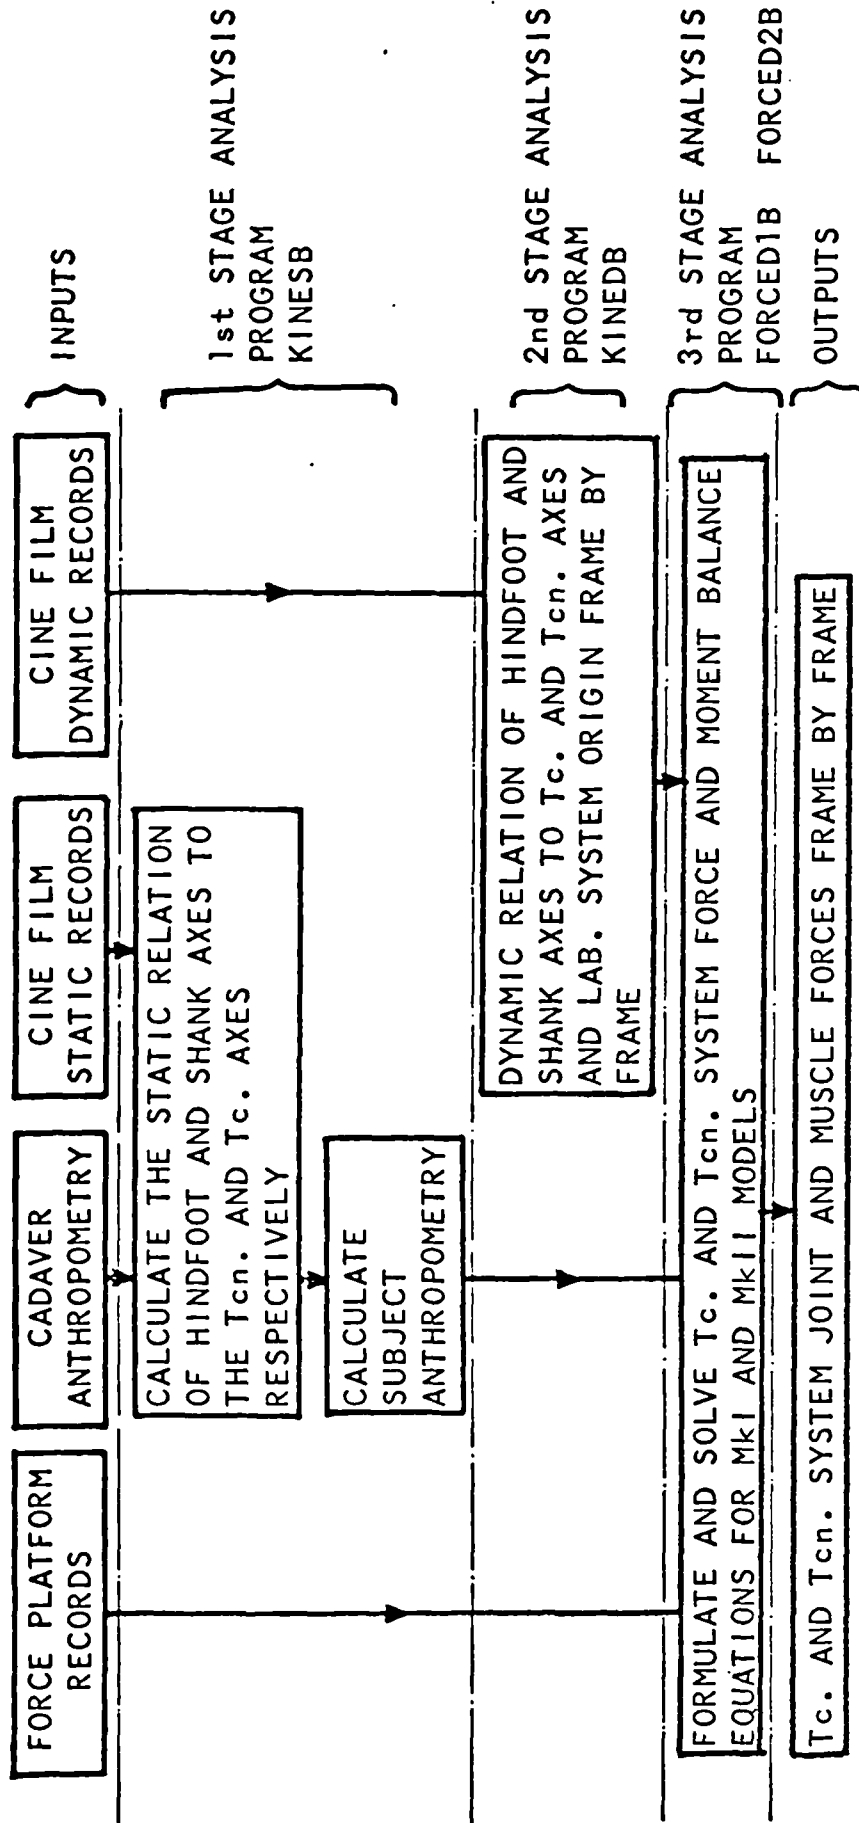 FORCE PLATFORM
RECORDS
CADAVER
ANTHROPOMETRY
CINE FILM
STATIC RECORDS
CINE FILM
DYNAMIC RECORDS
INPUTS
CALCULATE THE STATIC RELATION
OF HINDFOOT AND SHANK AXES TO
THE Tcn. AND Tc. AXES
RESPECTIVELY
CALCULATE
SUBJECT
ANTHROPOMETRY
1st STAGE ANALYSIS
PROGRAM
KINESB
DYNAMIC RELATION OF HINDFOOT AND
SHANK AXES TO Tc. AND Tcn. AXES
AND LAB. SYSTEM ORIGIN FRAME BY
FRAME
2nd STAGE ANALYSIS
PROGRAM
KINEDB
FORMULATE AND SOLVE Tc. AND Tcn. SYSTEM FORCE AND MOMENT BALANCE
EQUATIONS FOR MkI AND MkII MODELS
3rd STAGE ANALYSIS
PROGRAM
FORCED1B FORCED2B
Tc. AND Tcn. SYSTEM JOINT AND MUSCLE FORCES FRAME BY FRAME
OUTPUTS